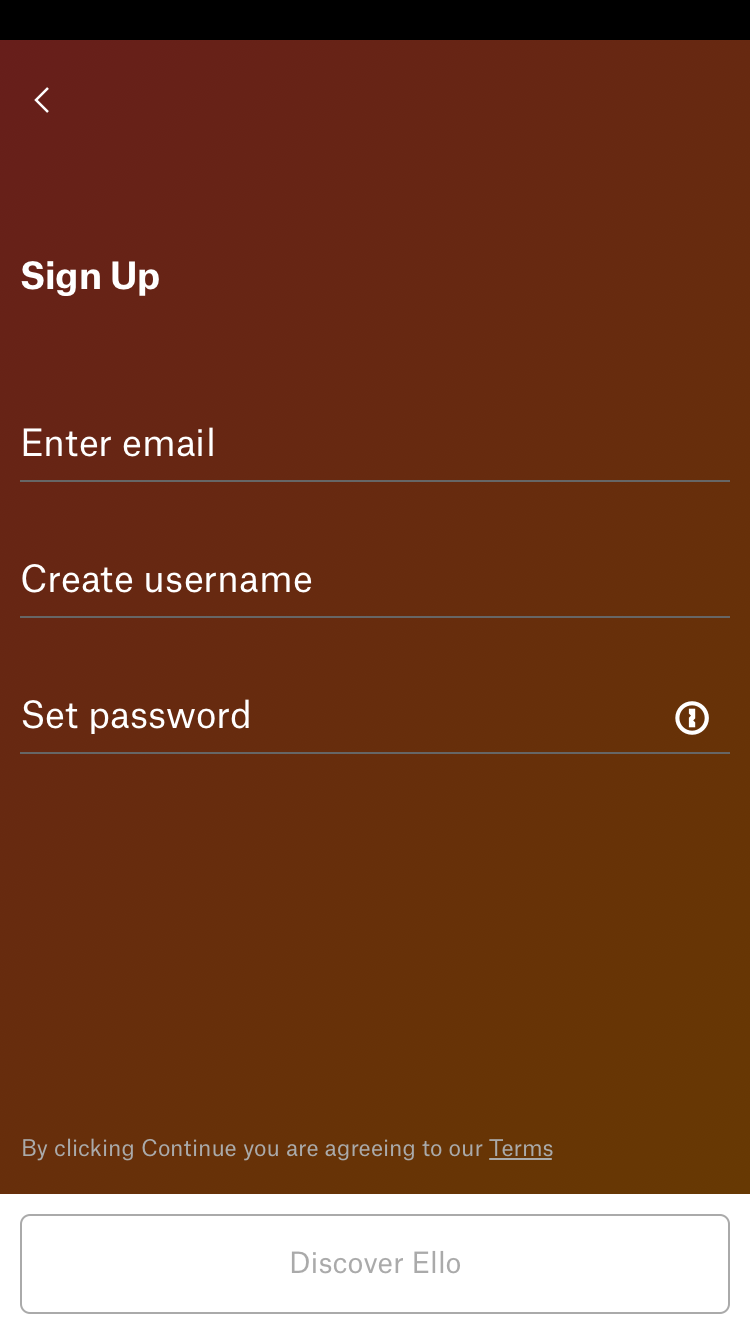 Sign Up
Enter email
Create username
Set password
By clicking Continue you are agreeing to our Terms
Discover Ello